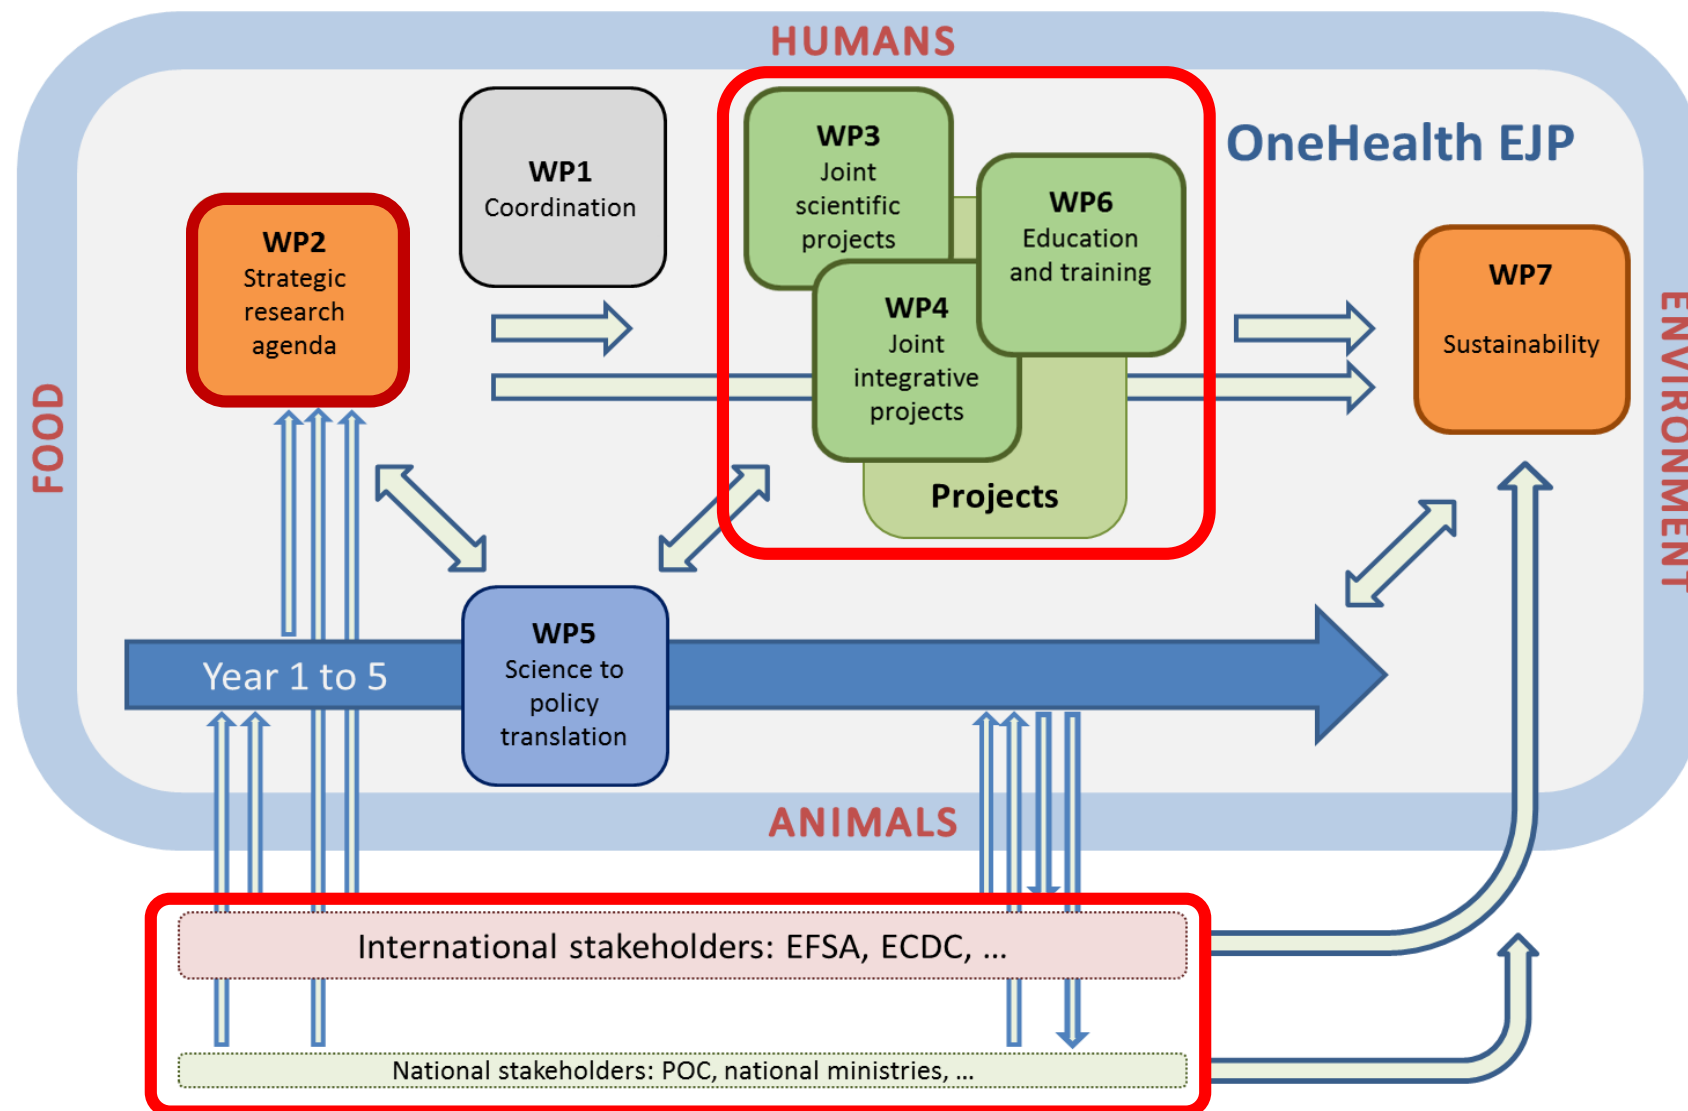 HUMANS
OneHealth EJP
WP1
Coordination
WP2
Strategic
research
agenda
WP3
Joint
scientific
projects
WP6
Education
and training
WP4
Joint
integrative
projects
Projects
WP7
Sustainability
FOOD
ENVIRONMENT
Year 1 to 5
WP5
Science to
policy
translation
ANIMALS
International stakeholders: EFSA, ECDC, ...
National stakeholders: POC, national ministries, ...